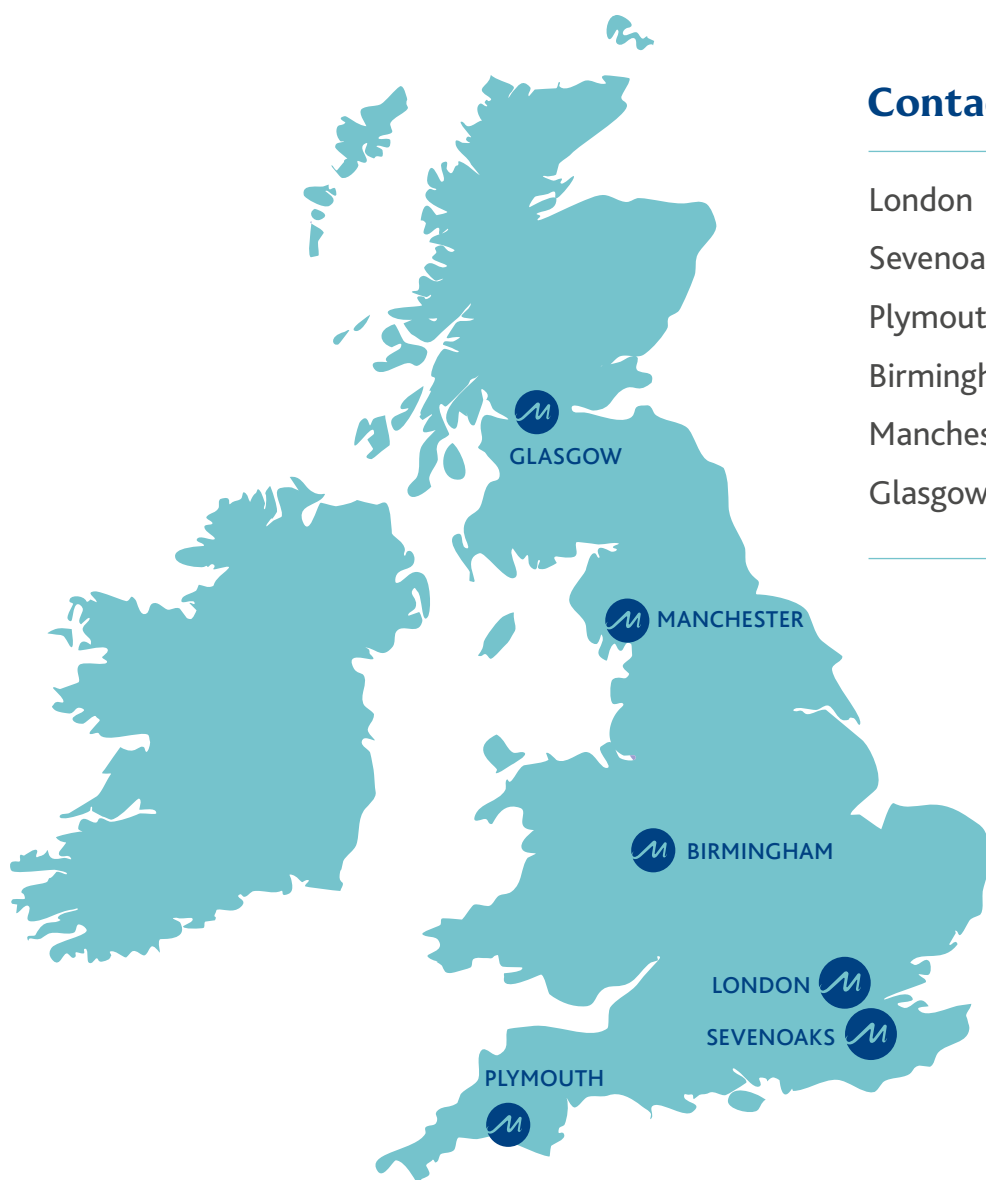 Conta
London
Sevenoa
Plymout
Birmingh
Manches
Glasgow
GLASGOW
MANCHESTER
BIRMINGHAM
LONDON
SEVENOAKS
PLYMOUTH